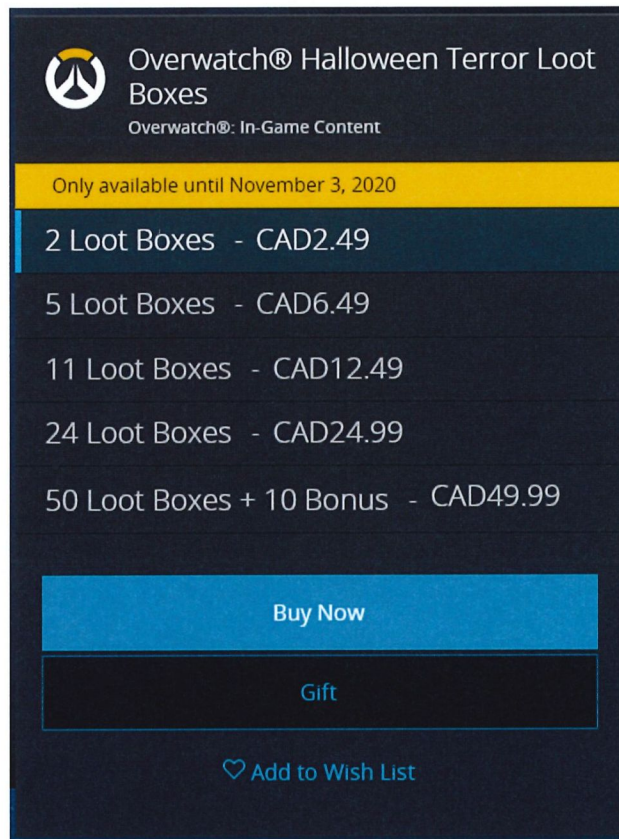 Overwatch® Halloween Terror Loot
Boxes
Overwatch®: In-Game Content
Only available until November 3, 2020
2 Loot Boxes - CAD2.49
5 Loot Boxes - CAD6.49
11 Loot Boxes - CAD12.49
24 Loot Boxes - CAD24.99
50 Loot Boxes + 10 Bonus - CAD49.99
Buy Now
Gift
♡ Add to Wish List